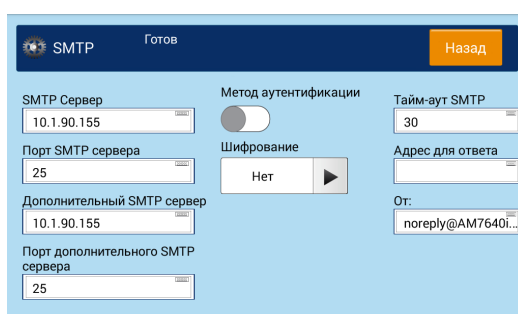 SMTP
Готов
Назад
SMTP Сервер
10.1.90.155
Порт SMTP сервера
25
Дополнительный SMTP сервер
10.1.90.155
Порт дополнительного SMTP
сервера
25
Метод аутентификации
Шифрование
Нет
Тайм-аут SMTP
30
Адрес для ответа
От:
noreply@AM7640i...